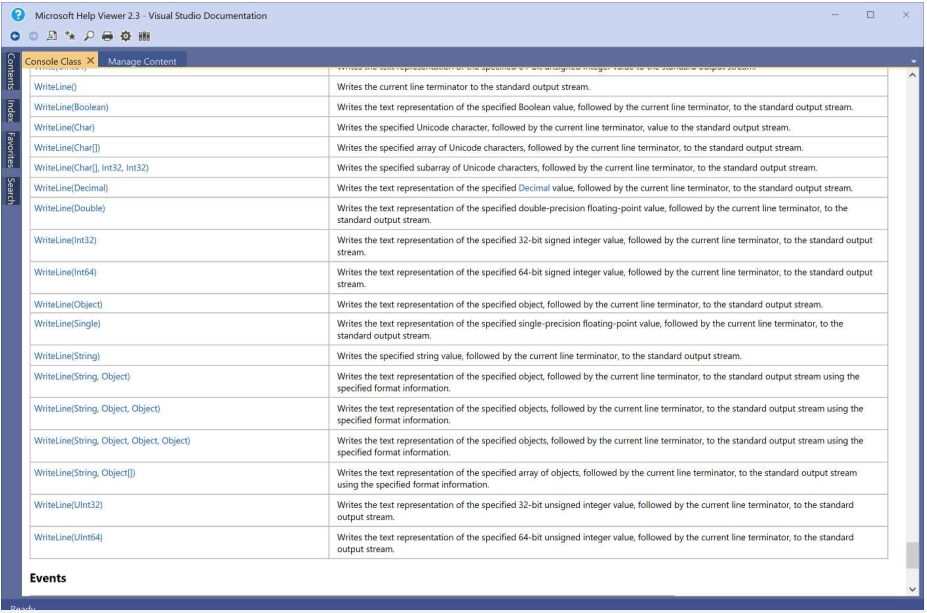 Microsoft Help Viewer 2.3 - Visual Studio Documentation
Contents
Index
Favorites
Search
Console Class
Manage Content
Write(UInt64)
Writes the text representation of the specified 64-bit unsigned integer value to the standard output stream.
WriteLine()
Writes the current line terminator to the standard output stream.
WriteLine(Boolean)
Writes the text representation of the specified Boolean value, followed by the current line terminator, to the standard output stream.
WriteLine(Char)
Writes the specified Unicode character, followed by the current line terminator, value to the standard output stream.
WriteLine(Char[])
Writes the specified array of Unicode characters, followed by the current line terminator, to the standard output stream.
WriteLine(Char[], Int32, Int32)
Writes the specified subarray of Unicode characters, followed by the current line terminator, to the standard output stream.
WriteLine(Decimal)
Writes the text representation of the specified Decimal value, followed by the current line terminator, to the standard output stream.
WriteLine(Double)
Writes the text representation of the specified double-precision floating-point value, followed by the current line terminator, to the
standard output stream.
WriteLine(Int32)
Writes the text representation of the specified 32-bit signed integer value, followed by the current line terminator, to the standard output
stream.
WriteLine(Int64)
Writes the text representation of the specified 64-bit signed integer value, followed by the current line terminator, to the standard output
stream.
WriteLine(Object)
Writes the text representation of the specified object, followed by the current line terminator, to the standard output stream.
WriteLine(Single)
Writes the text representation of the specified single-precision floating-point value, followed by the current line terminator, to the
standard output stream.
WriteLine(String)
Writes the specified string value, followed by the current line terminator, to the standard output stream.
WriteLine(String, Object)
Writes the text representation of the specified object, followed by the current line terminator, to the standard output stream using the
specified format information.
WriteLine(String, Object, Object)
Writes the text representation of the specified objects, followed by the current line terminator, to the standard output stream using the
specified format information.
WriteLine(String, Object, Object, Object)
Writes the text representation of the specified objects, followed by the current line terminator, to the standard output stream using the
specified format information.
WriteLine(String, Object[])
Writes the text representation of the specified array of objects, followed by the current line terminator, to the standard output stream
using the specified format information.
WriteLine(UInt32)
Writes the text representation of the specified 32-bit unsigned integer value, followed by the current line terminator, to the standard
output stream.
WriteLine(UInt64)
Writes the text representation of the specified 64-bit unsigned integer value, followed by the current line terminator, to the standard
output stream.
Events
Ready